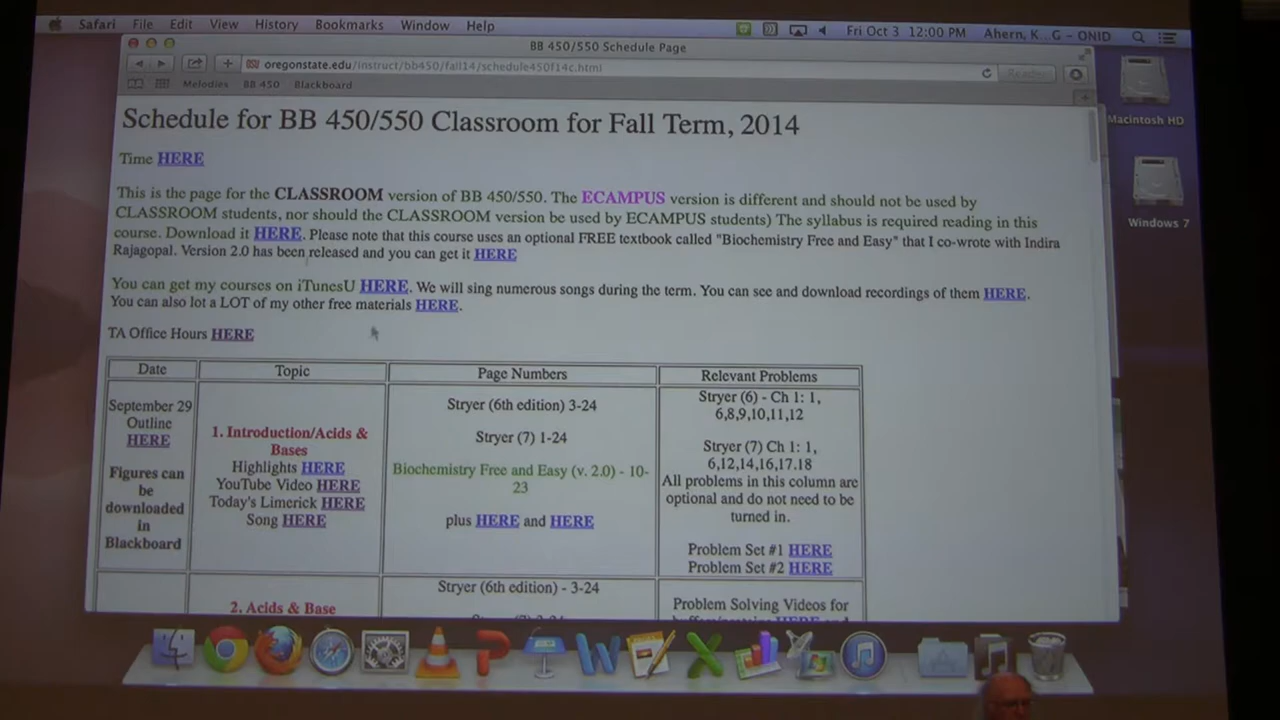 Safari File Edit View History Bookmarks Window Help Fri Oct 3 12:00 PM Ahern, K... G - ONID
BB 450/550 Schedule Page
oregonstate.edu/instruct/bb450/fall14/schedule450f14c.html
Melodies BB 450 Blackboard
Macintosh HD
Windows 7
Schedule for BB 450/550 Classroom for Fall Term, 2014
Time HERE
This is the page for the CLASSROOM version of BB 450/550. The ECAMPUS version is different and should not be used by
CLASSROOM students, nor should the CLASSROOM version be used by ECAMPUS students) The syllabus is required reading in this
course. Download it HERE. Please note that this course uses an optional FREE textbook called "Biochemistry Free and Easy" that I co-wrote with Indira
Rajagopal. Version 2.0 has been released and you can get it HERE
You can get my courses on iTunesU HERE. We will sing numerous songs during the term. You can see and download recordings of them HERE.
You can also lot a LOT of my other free materials HERE.
TA Office Hours HERE
Date Topic Page Numbers Relevant Problems
September 29
Outline
HERE
Figures can
be
downloaded
in
Blackboard
1. Introduction/Acids &
Bases
Highlights HERE
YouTube Video HERE
Today's Limerick HERE
Song HERE
Stryer (6th edition) 3-24
Stryer (7) 1-24
Biochemistry Free and Easy (v. 2.0) - 10-
23
plus HERE and HERE
Stryer (6) - Ch 1: 1,
6,8,9,10,11,12
Stryer (7) Ch 1: 1,
6,12,14,16,17.18
All problems in this column are
optional and do not need to be
turned in.
Problem Set #1 HERE
Problem Set #2 HERE
2. Acids & Base
Stryer (6th edition) - 3-24
Problem Solving Videos for